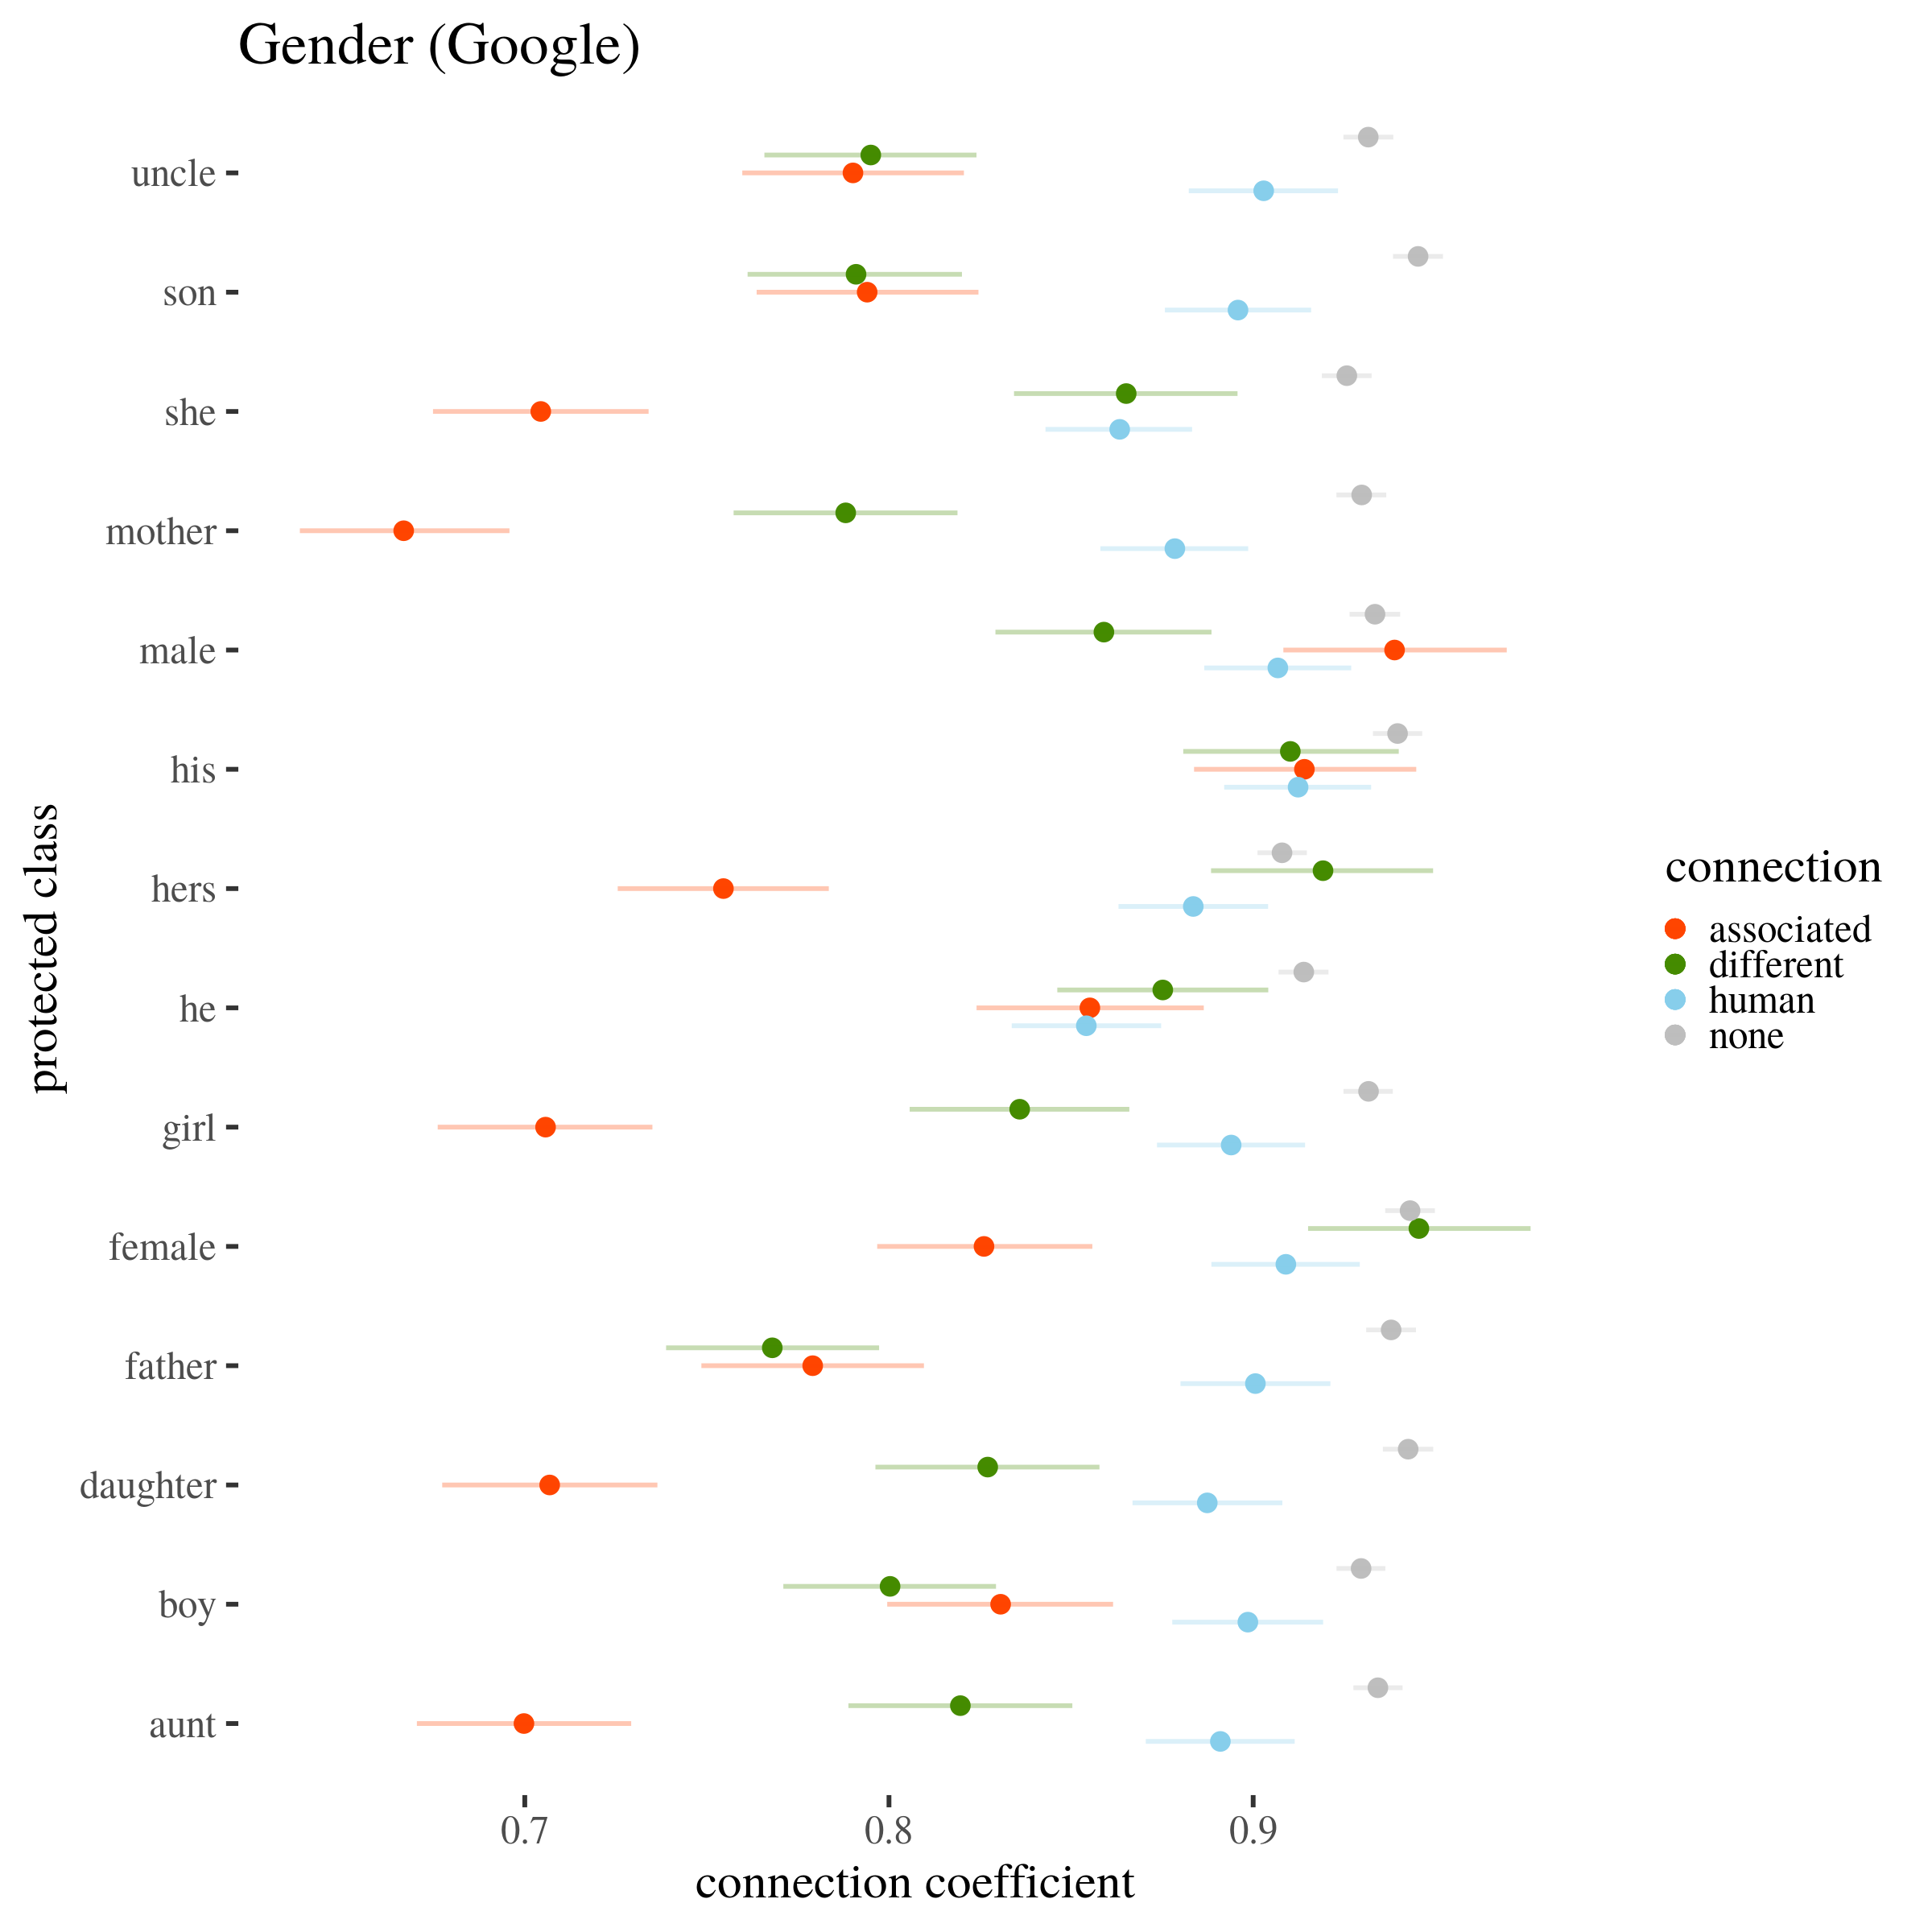 Gender (Google)
uncle
son
she
mother
male
his
hers
he
girl
female
father
daughter
boy
aunt
protected class
0.7
0.8
0.9
connection coefficient
connection
associated
different
human
none